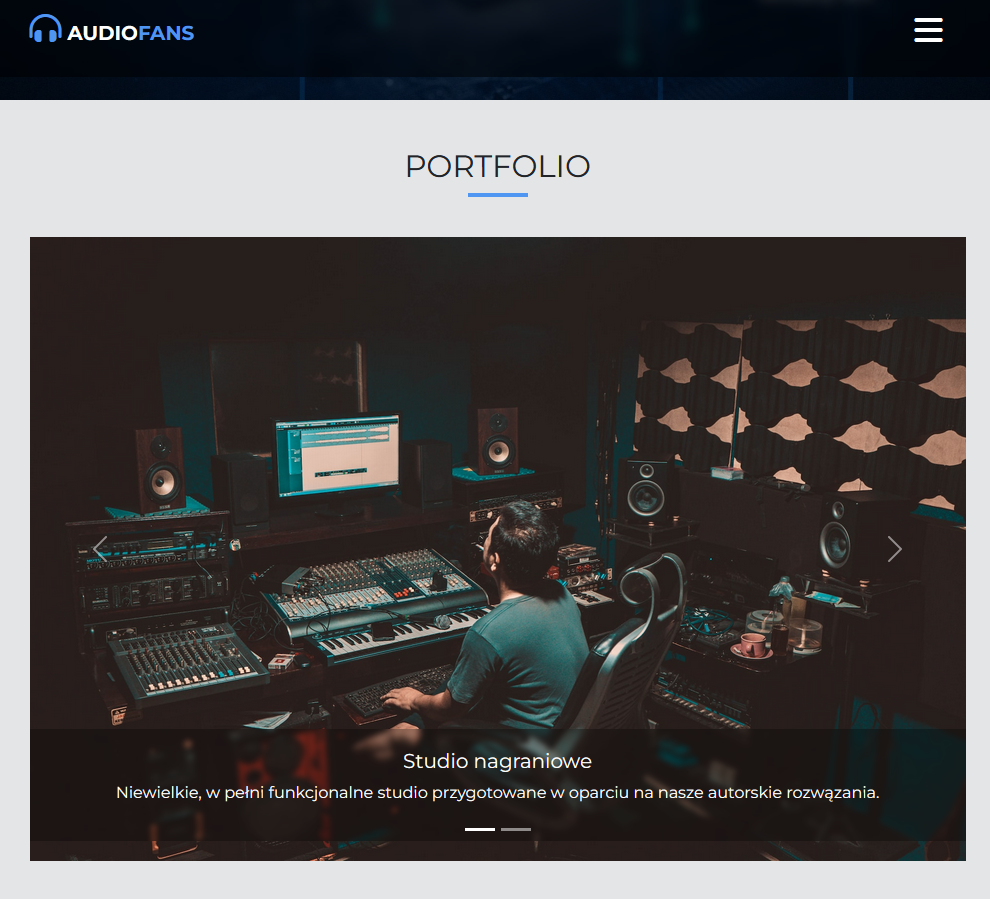 AUDIOFANS
PORTFOLIO
Studio nagraniowe
Niewielkie, w pełni funkcjonalne studio przygotowane w oparciu na nasze autorskie rozwązania.